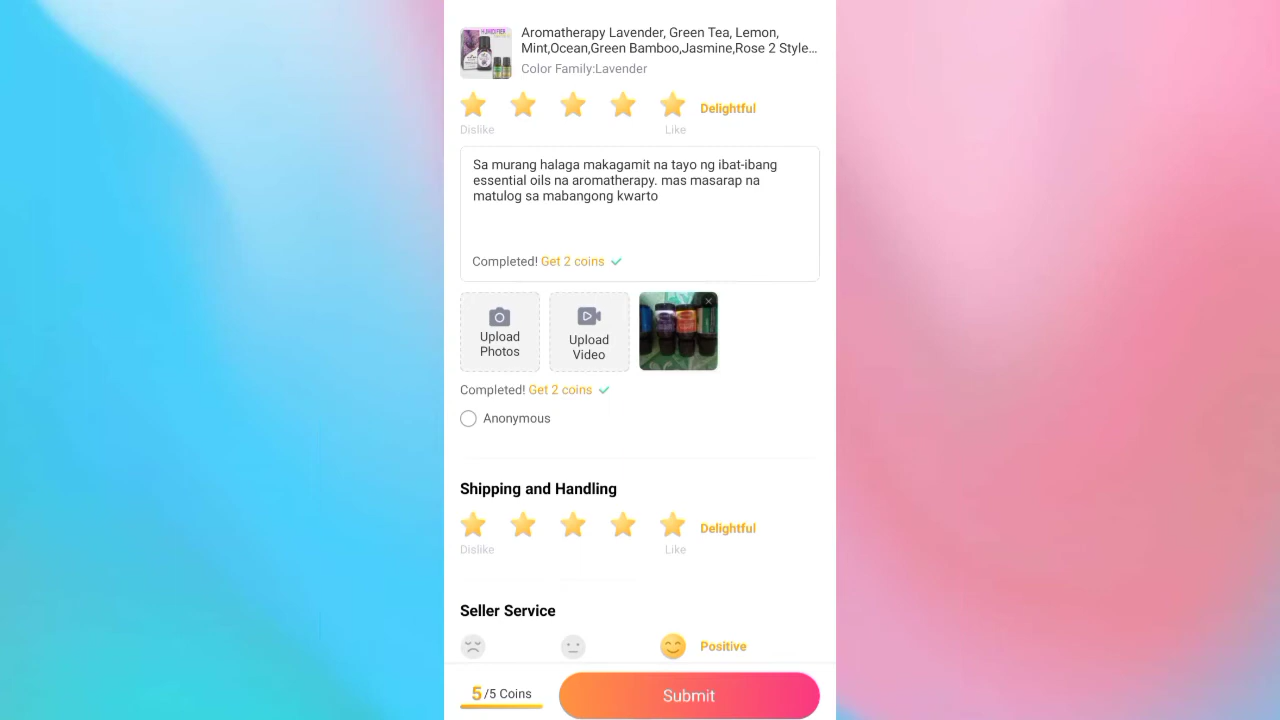 Aromatherapy Lavender, Green Tea, Lemon,
Mint,Ocean,Green Bamboo,Jasmine,Rose 2 Style...
Color Family:Lavender
Delightful
Dislike Like
Sa murang halaga makagamit na tayo ng ibat-ibang
essential oils na aromatherapy. mas masarap na
matulog sa mabangong kwarto
Completed! Get 2 coins
Upload
Photos
Upload
Video
Completed! Get 2 coins
Anonymous
Shipping and Handling
Delightful
Dislike Like
Seller Service
Positive
5/5 Coins
Submit